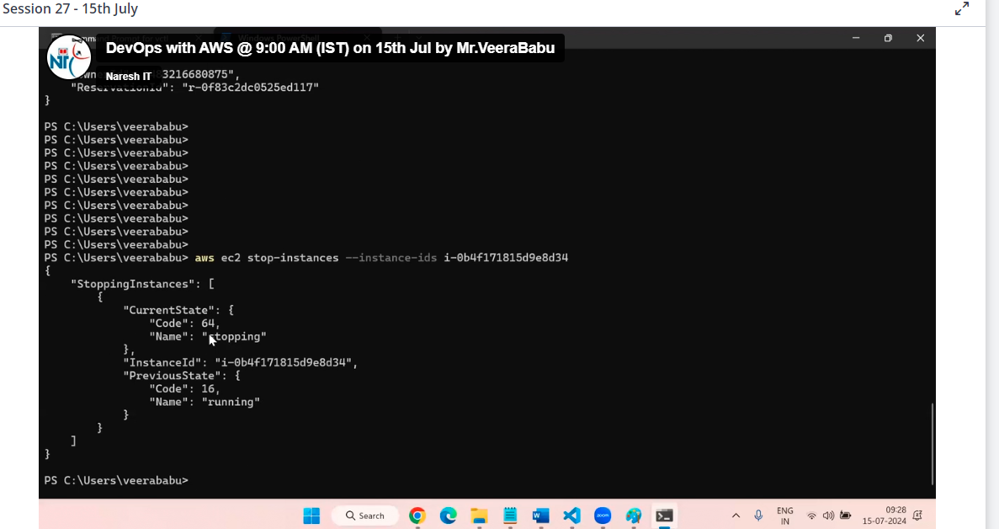 Session 27 - 15th July
DevOps with AWS @ 9:00 AM (IST) on 15th Jul by Mr.VeeraBabu
Naresh IT
3216680875",
"ReservationId": "r-0f83c2dc0525ed117"
}
PS C:\Users\veerababu>
PS C:\Users\veerababu>
PS C:\Users\veerababu>
PS C:\Users\veerababu>
PS C:\Users\veerababu>
PS C:\Users\veerababu>
PS C:\Users\veerababu>
PS C:\Users\veerababu>
PS C:\Users\veerababu>
PS C:\Users\veerababu>
PS C:\Users\veerababu> aws ec2 stop-instances --instance-ids i-0b4f171815d9e8d34
{
"StoppingInstances": [
{
"CurrentState": {
"Code": 64,
"Name": "stopping"
},
"InstanceId": "i-0b4f171815d9e8d34",
"PreviousState": {
"Code": 16,
"Name": "running"
}
}
]
}
PS C:\Users\veerababu>
Search
zoom
ENG
IN
09:28
15-07-2024